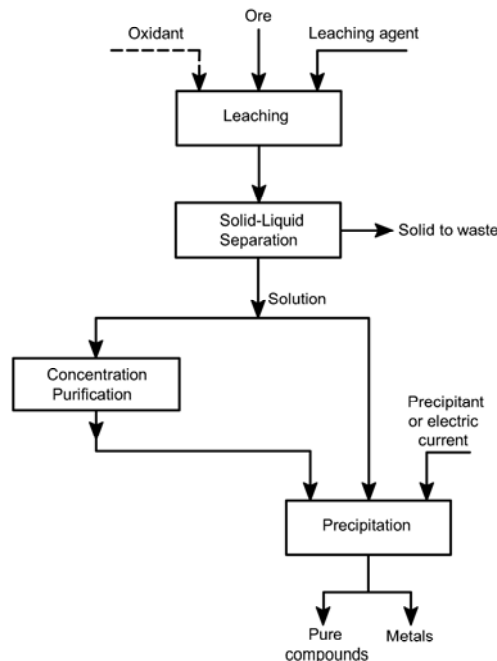 Ore
Oxidant
Leaching agent
Leaching
Solid-Liquid
Separation
Solid to waste
Solution
Concentration
Purification
Precipitant
or electric
current
Precipitation
Pure
compounds
Metals